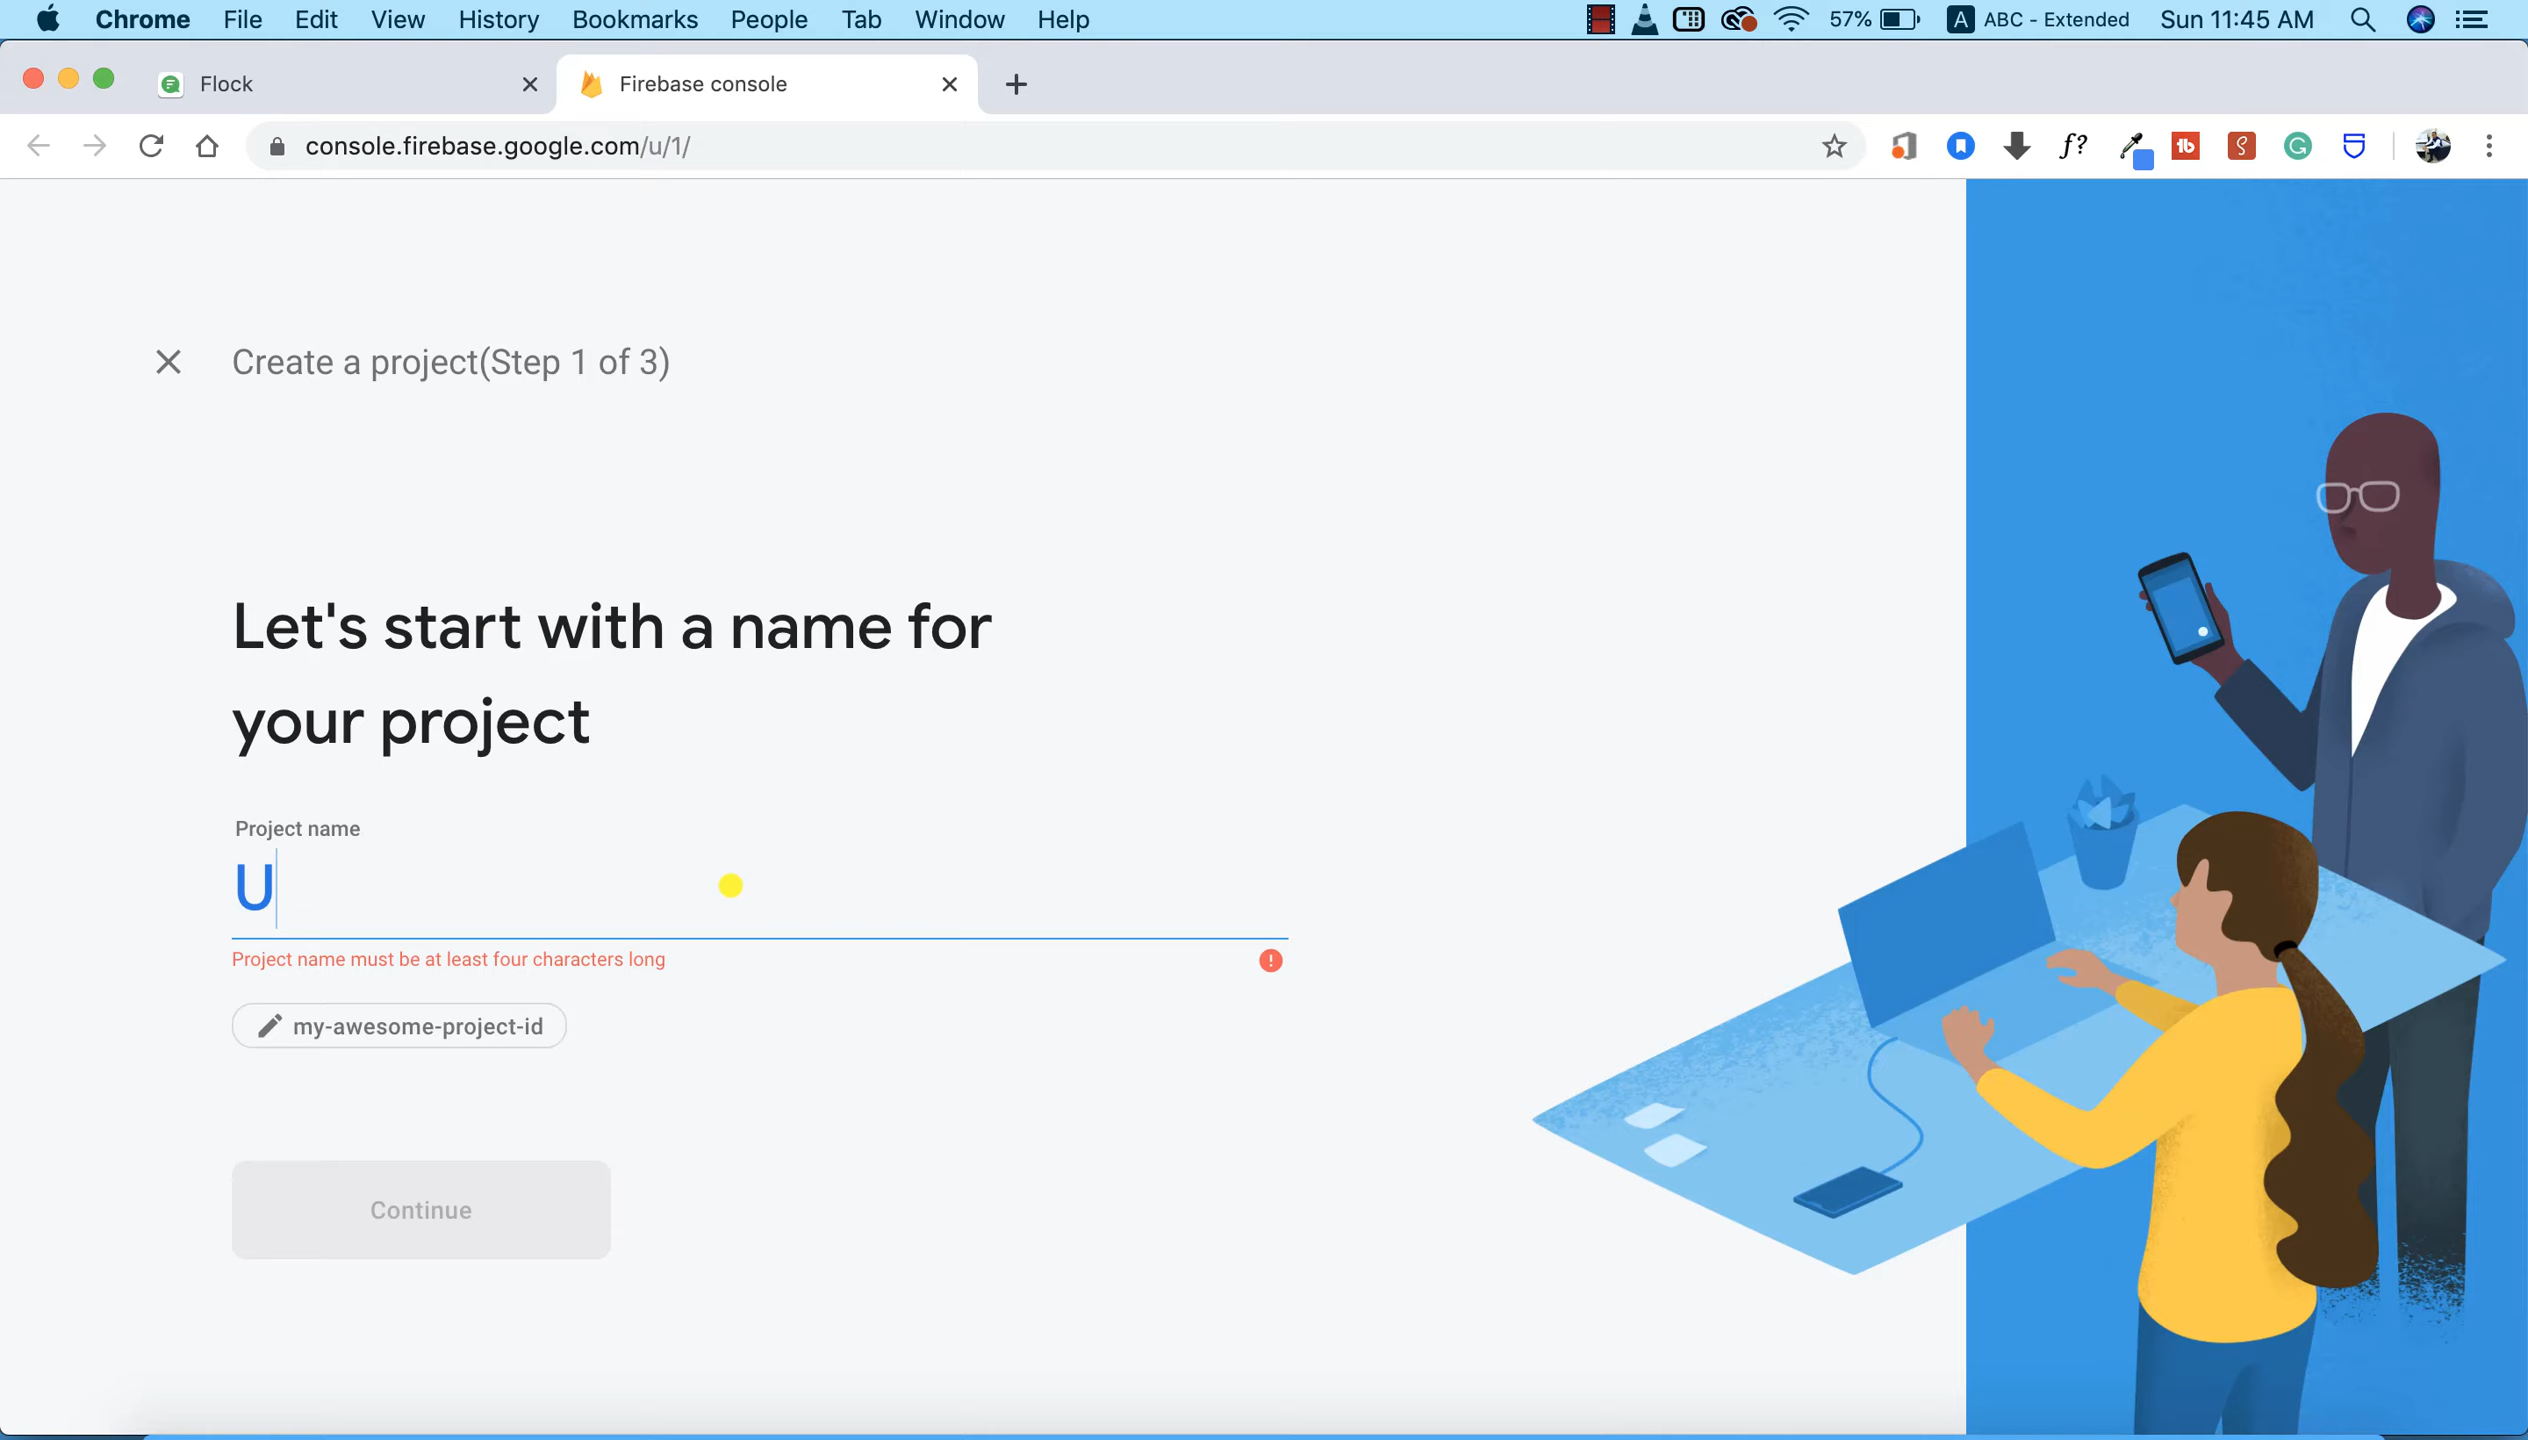 Chrome File Edit View History Bookmarks People Tab Window Help 57% A ABC - Extended Sun 11:45 AM
Flock Firebase console
console.firebase.google.com/u/1/
Create a project(Step 1 of 3)
Let's start with a name for
your project
Project name
U
Project name must be at least four characters long
my-awesome-project-id
Continue